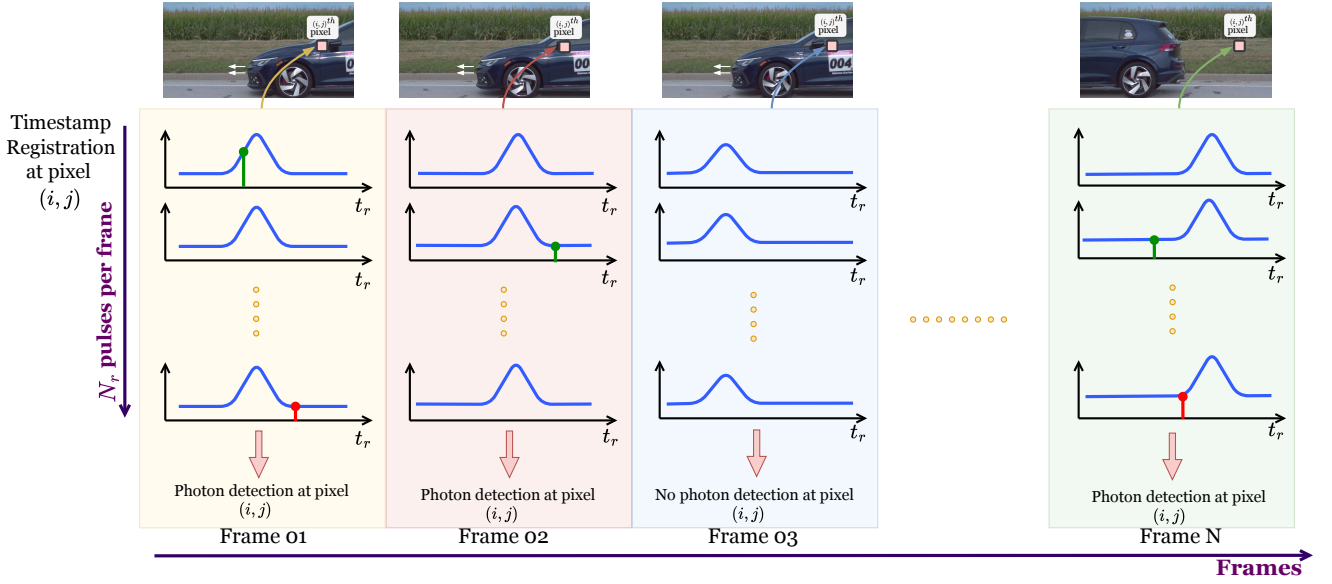 (i,j)^{th}
pixel
(i,j)^{th}
pixel
(i,j)^{th}
pixel
004
(i,j)^{th}
pixel
Timestamp
Registration
at pixel
(i, j)
N_r pulses per frame
t_r
t_r
t_r
t_r
t_r
t_r
t_r
t_r
t_r
t_r
t_r
t_r
Photon detection at pixel
(i, j)
Photon detection at pixel
(i, j)
No photon detection at pixel
(i, j)
Photon detection at pixel
(i, j)
Frame 01
Frame 02
Frame 03
Frame N
Frames